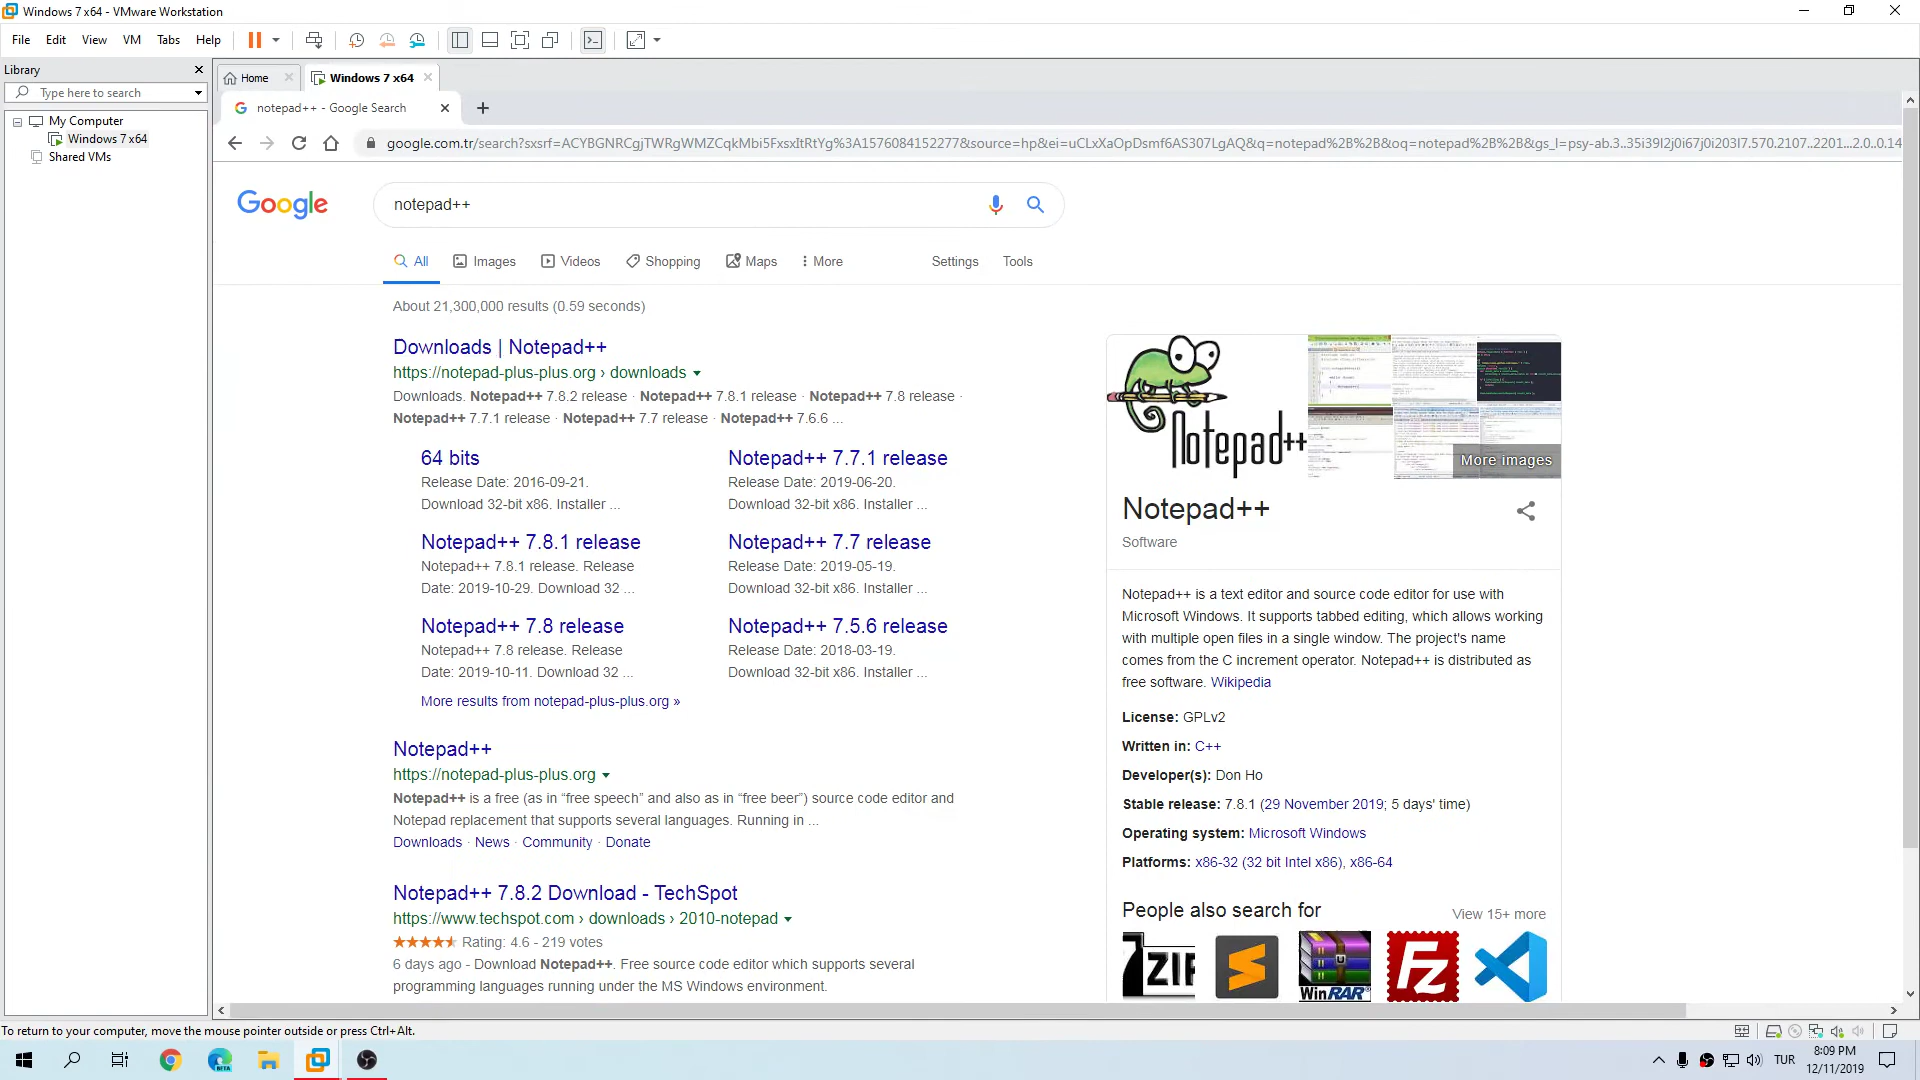 Windows 7 x64 - VMware Workstation
File Edit View VM Tabs Help
Library
Type here to search
My Computer
Windows 7 x64
Shared VMs
Home
Windows 7 x64
notepad++ - Google Search
google.com.tr/search?sxsrf=ACYBGNRCgjTWRgWMZCqkMbi5FxsxItRtYg%3A1576084152277&source=hp&ei=uCLxXaOpDsmf6AS307LgAQ&q=notepad%2B%2B&oq=notepad%2B%2B&gs_l=psy-ab.3..35i39l2j0i67j0i203l7.570.2107..2201...2.0..0.14
Google
notepad++
All Images Videos Shopping Maps More Settings Tools
About 21,300,000 results (0.59 seconds)
Downloads | Notepad++
https://notepad-plus-plus.org › downloads
Downloads. Notepad++ 7.8.2 release · Notepad++ 7.8.1 release · Notepad++ 7.8 release ·
Notepad++ 7.7.1 release · Notepad++ 7.7 release · Notepad++ 7.6.6 ...
64 bits
Release Date: 2016-09-21.
Download 32-bit x86. Installer ...
Notepad++ 7.7.1 release
Release Date: 2019-06-20.
Download 32-bit x86. Installer ...
Notepad++ 7.8.1 release
Notepad++ 7.8.1 release. Release
Date: 2019-10-29. Download 32 ...
Notepad++ 7.7 release
Release Date: 2019-05-19.
Download 32-bit x86. Installer ...
Notepad++ 7.8 release
Notepad++ 7.8 release. Release
Date: 2019-10-11. Download 32 ...
Notepad++ 7.5.6 release
Release Date: 2018-03-19.
Download 32-bit x86. Installer ...
More results from notepad-plus-plus.org »
Notepad++
https://notepad-plus-plus.org
Notepad++ is a free (as in “free speech” and also as in “free beer”) source code editor and
Notepad replacement that supports several languages. Running in ...
Downloads · News · Community · Donate
Notepad++ 7.8.2 Download - TechSpot
https://www.techspot.com › downloads › 2010-notepad
Rating: 4.6 - 219 votes
6 days ago - Download Notepad++. Free source code editor which supports several
programming languages running under the MS Windows environment.
Notepad++
More images
Notepad++
Software
Notepad++ is a text editor and source code editor for use with
Microsoft Windows. It supports tabbed editing, which allows working
with multiple open files in a single window. The project's name
comes from the C increment operator. Notepad++ is distributed as
free software. Wikipedia
License: GPLv2
Written in: C++
Developer(s): Don Ho
Stable release: 7.8.1 (29 November 2019; 5 days' time)
Operating system: Microsoft Windows
Platforms: x86-32 (32 bit Intel x86), x86-64
People also search for
View 15+ more
7ZIP
WinRAR
Fz
To return to your computer, move the mouse pointer outside or press Ctrl+Alt.
BETA
TUR
8:09 PM
12/11/2019